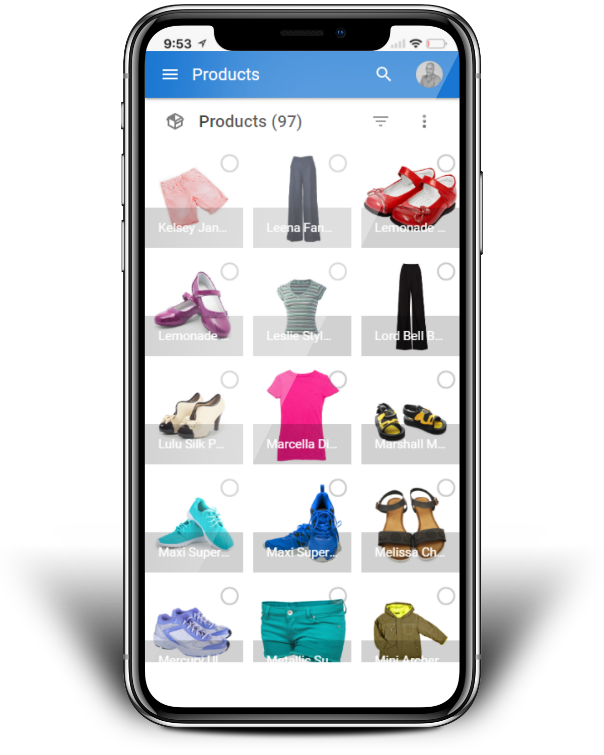 9:53
Products
Products (97)
Kelsey Jan...
Leena Fan...
Lemonade ...
Lemonade ...
Leslie Styl...
Lord Bell B...
Lulu Silk P...
Marcella Di...
Marshall M...
Maxi Super...
Maxi Super...
Melissa Ch...
Mercury Ul...
Metallic Su...
Mini Archer...